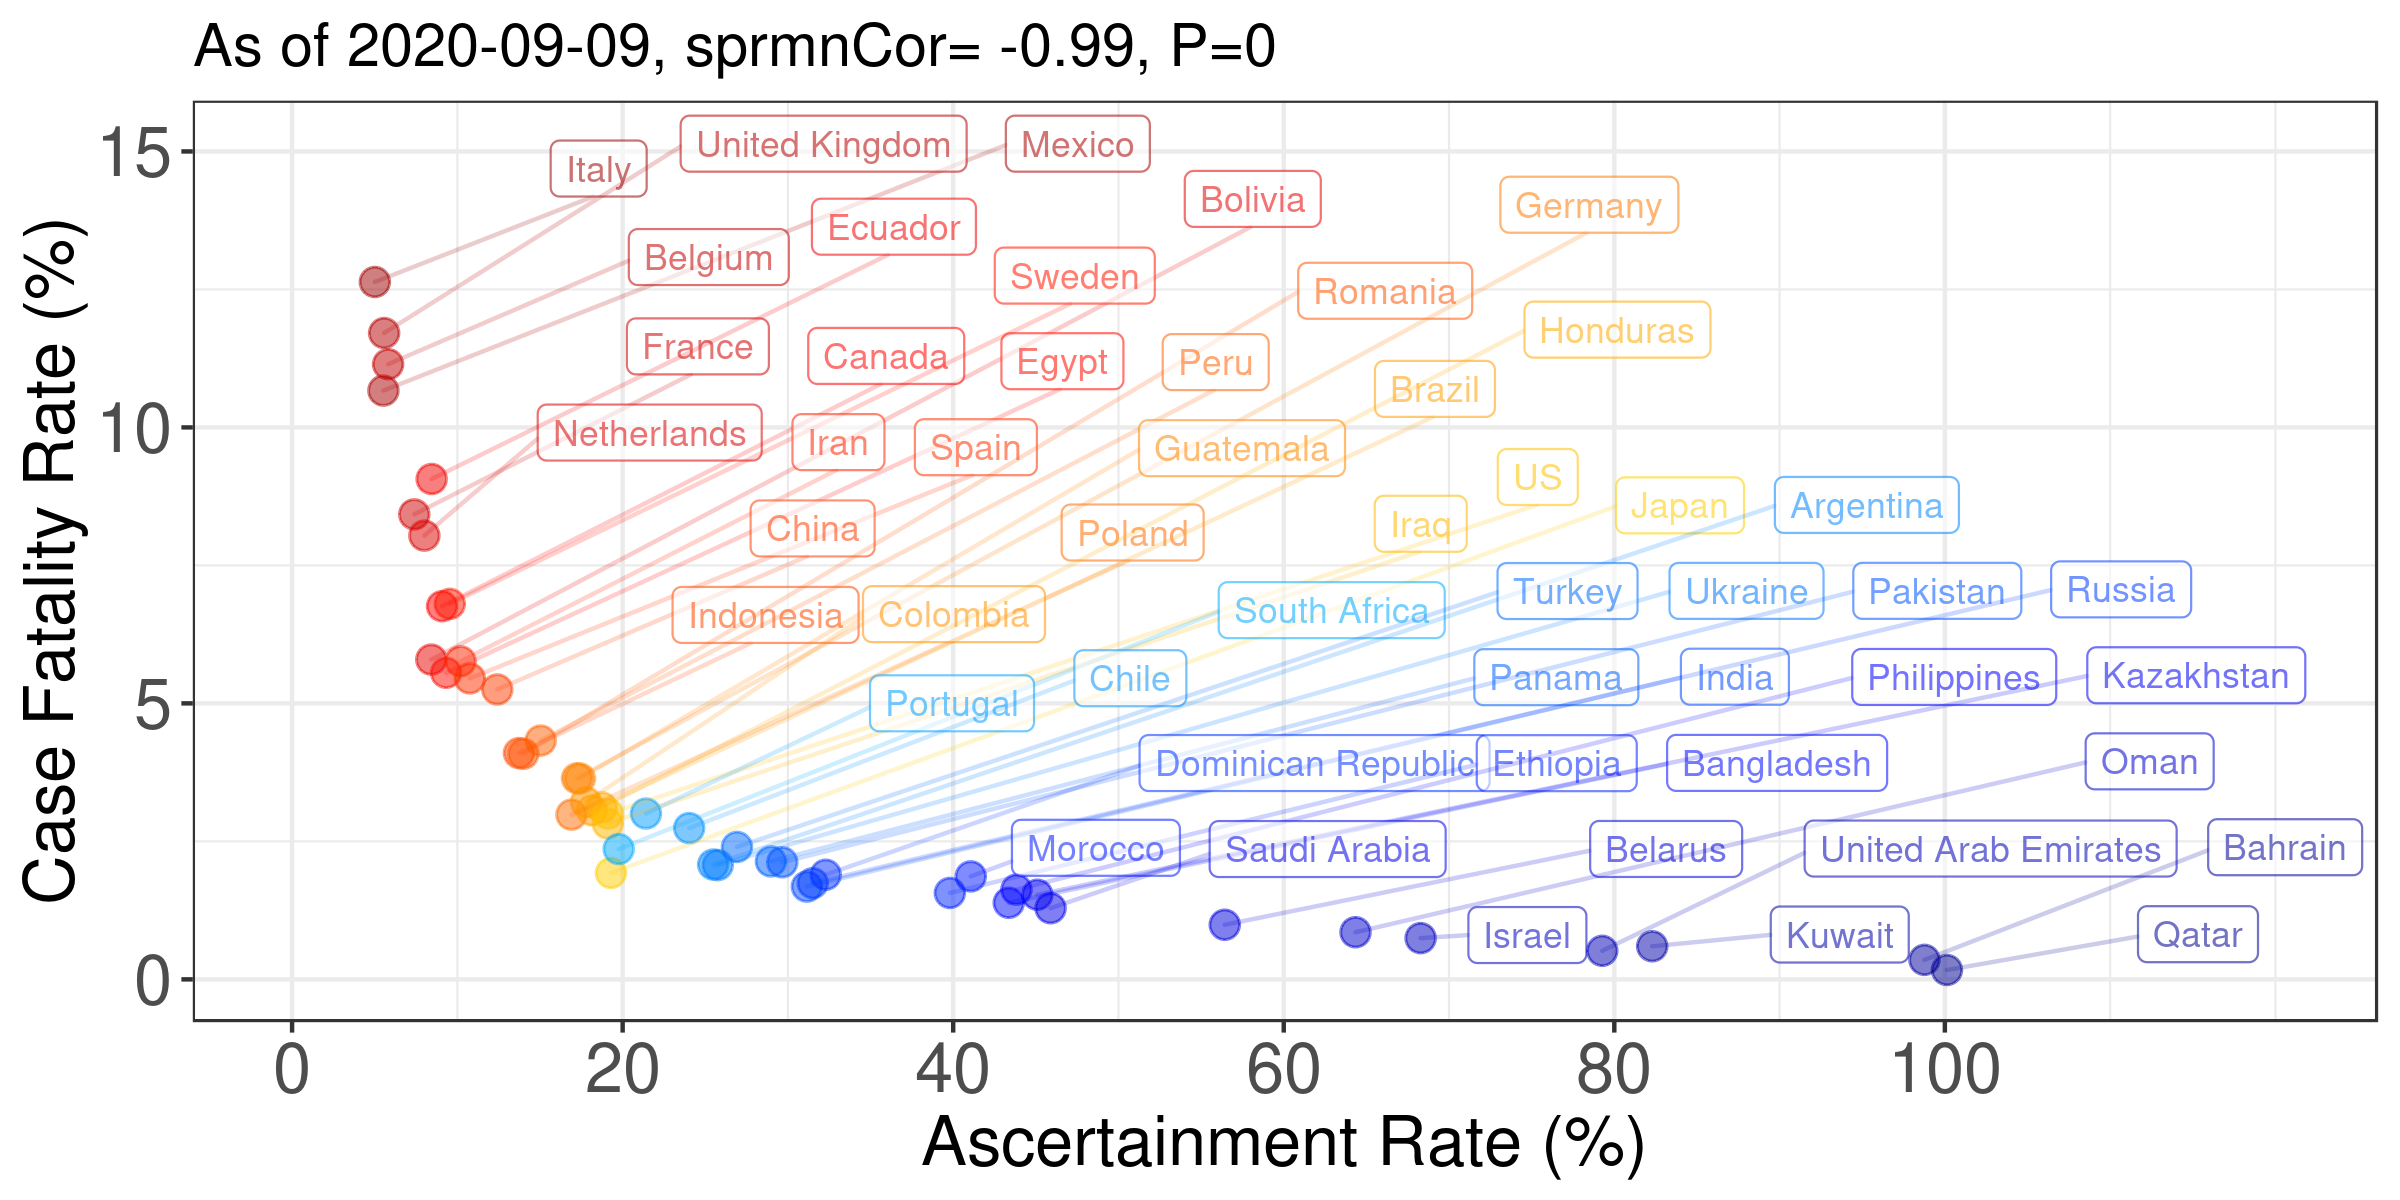 As of 2020-09-09, sprmnCor= -0.99, P=0
Case Fatality Rate (%)
15
10
5
0
United Kingdom
Mexico
Italy
Bolivia
Germany
Ecuador
Belgium
Sweden
Romania
Honduras
France
Canada
Egypt
Peru
Brazil
Netherlands
Iran
Spain
Guatemala
US
Japan
Argentina
China
Poland
Iraq
Indonesia
Colombia
South Africa
Turkey
Ukraine
Pakistan
Russia
Portugal
Chile
Panama
India
Philippines
Kazakhstan
Dominican Republic
Ethiopia
Bangladesh
Oman
Morocco
Saudi Arabia
Belarus
United Arab Emirates
Bahrain
Israel
Kuwait
Qatar
0
20
40
60
80
100
Ascertainment Rate (%)